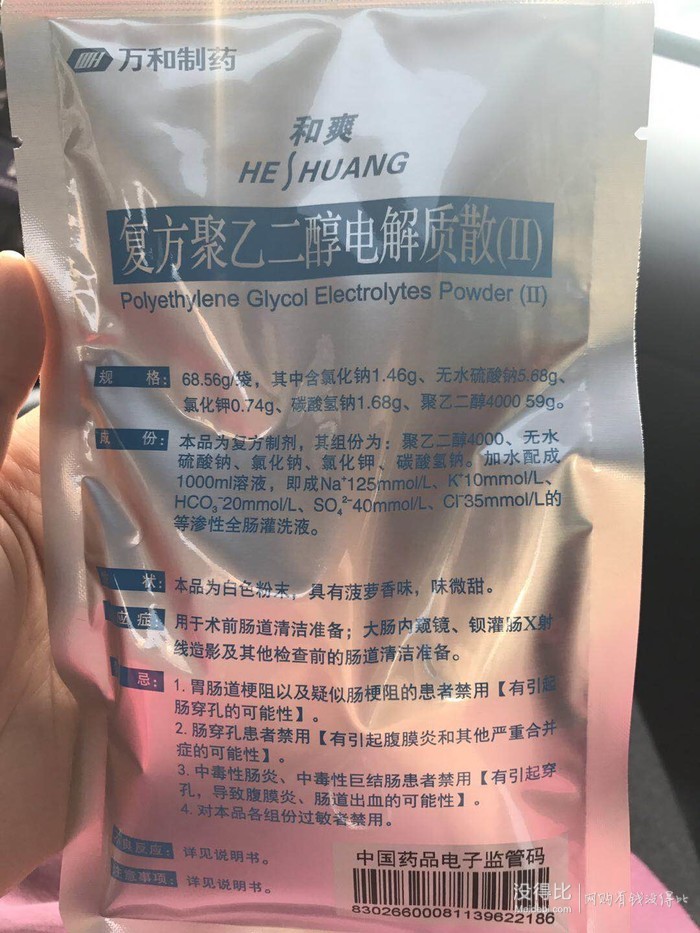 万和制药
和爽
HESHUANG
复方聚乙二醇电解质散(II)
Polyethylene Glycol Electrolytes Powder (II)
规格： 68.56g/袋，其中含氯化钠1.46g、无水硫酸钠5.68g、
氯化钾0.74g、碳酸氢钠1.68g、聚乙二醇4000 59g。
成份： 本品为复方制剂，其组份为：聚乙二醇4000、无水
硫酸钠、氯化钠、氯化钾、碳酸氢钠。加水配成
1000ml溶液，即成Na⁺125mmol/L、K⁺10mmol/L、
HCO₃⁻20mmol/L、SO₄²⁻40mmol/L、Cl⁻35mmol/L的
等渗性全肠灌洗液。
状： 本品为白色粉末，具有菠萝香味，味微甜。
症： 用于术前肠道清洁准备；大肠内窥镜、钡灌肠X射
线造影及其他检查前的肠道清洁准备。
忌： 1. 胃肠道梗阻以及疑似肠梗阻的患者禁用【有引起
肠穿孔的可能性】。
2. 肠穿孔患者禁用【有引起腹膜炎和其他严重合并
症的可能性】。
3. 中毒性肠炎、中毒性巨结肠患者禁用【有引起穿
孔，导致腹膜炎、肠道出血的可能性】。
4. 对本品各组份过敏者禁用。
良反应： 详见说明书。
注意事项： 详见说明书。
中国药品电子监管码
83026600081139622186
没得比 网购有我没得比
Meidebi.com